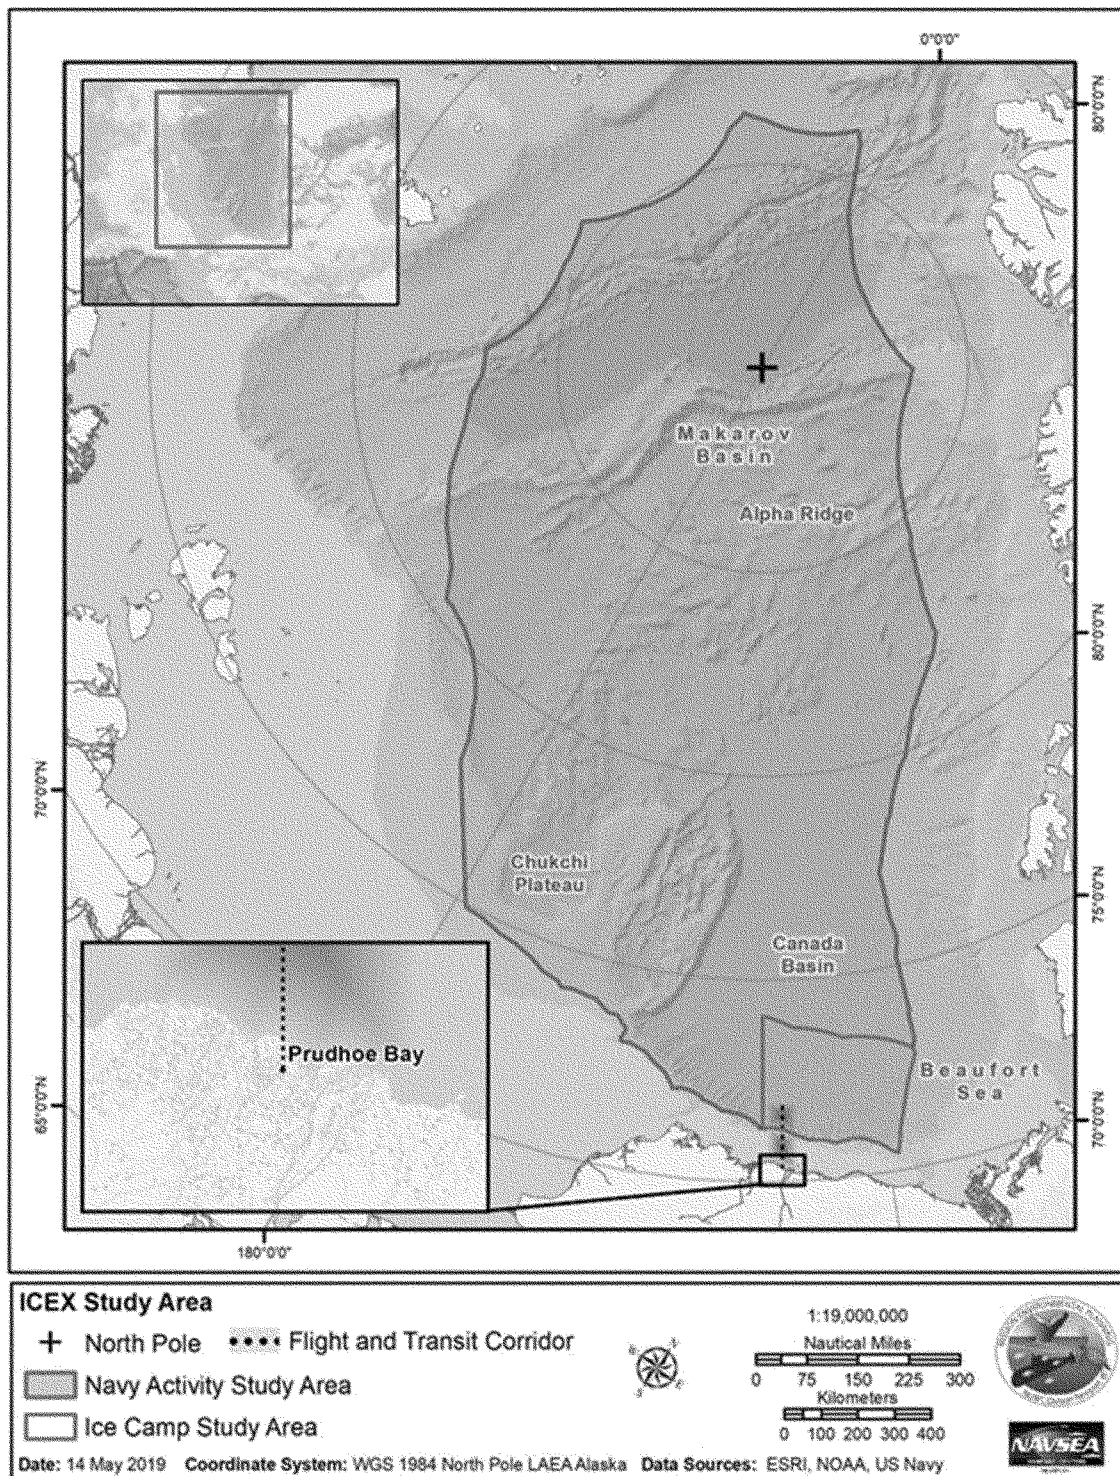 0°0'0"
80°0'0"N
Makarov
Basin
Alpha Ridge
80°0'0"N
70°0'0"N
Chukchi
Plateau
75°0'0"N
Canada
Basin
Prudhoe Bay
Beaufort
Sea
65°0'0"N
70°0'0"N
180°0'0"
ICEX Study Area
North Pole
Flight and Transit Corridor
Navy Activity Study Area
Ice Camp Study Area
1:19,000,000
Nautical Miles
0 75 150 225 300
Kilometers
0 100 200 300 400
NAVSEA
Date: 14 May 2019 Coordinate System: WGS 1984 North Pole LAEA Alaska Data Sources: ESRI, NOAA, US Navy